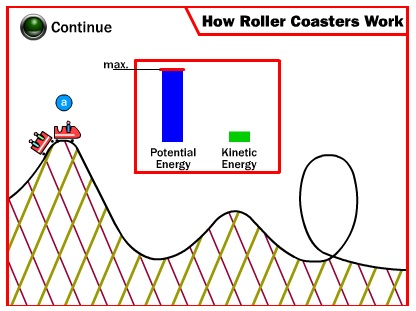 Continue
How Roller Coasters Work
max.
a
Potential
Energy
Kinetic
Energy